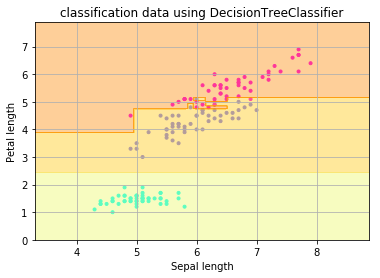 classification data using DecisionTreeClassifier
7
6
5
4
3
2
1
0
Petal length
4 5 6 7 8
Sepal length